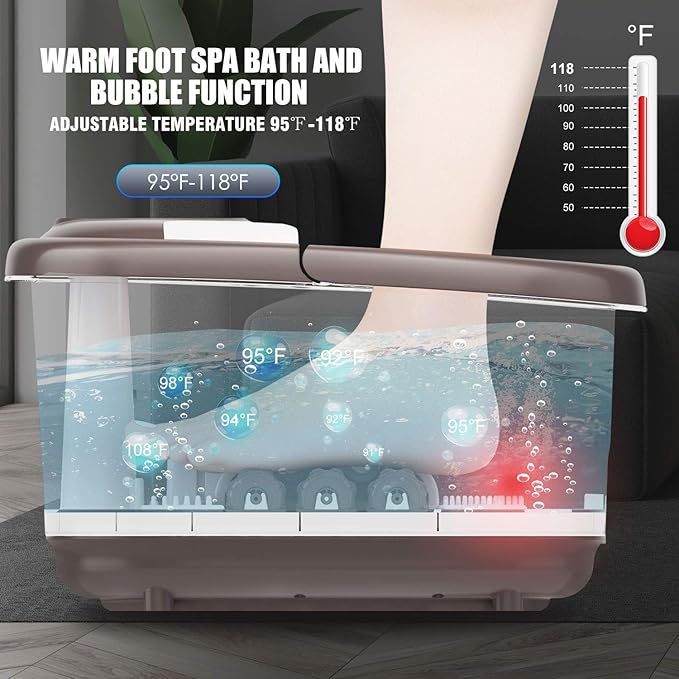 WARM FOOT SPA BATH AND
BUBBLE FUNCTION
ADJUSTABLE TEMPERATURE 95℉-118℉
95°F-118°F
°F
118
110
100
90
80
70
60
50
95°F
92°F
98°F
94°F
92°F
95°F
108°F
91°F